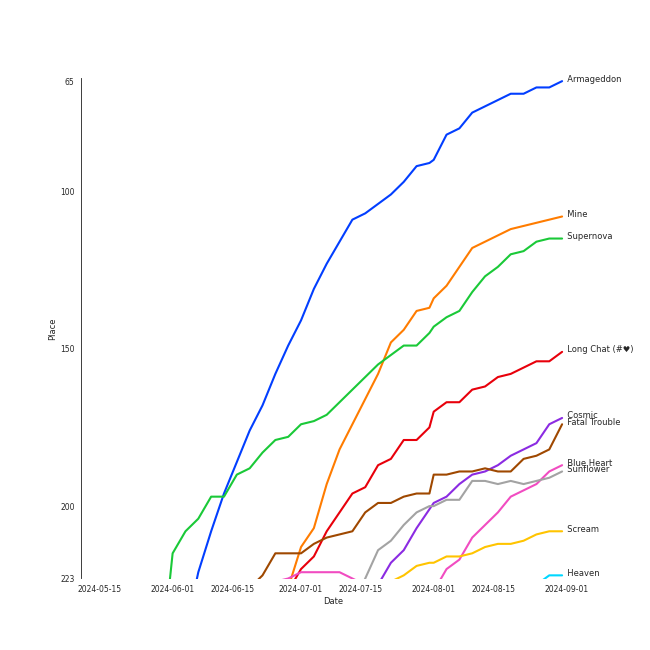 65
100
150
200
223
Place
Armageddon
Mine
Supernova
Long Chat (#♥)
Cosmic
Fatal Trouble
Blue Heart
Sunflower
Scream
Heaven
2024-05-15 2024-06-01 2024-06-15 2024-07-01 2024-07-15 2024-08-01 2024-08-15 2024-09-01
Date